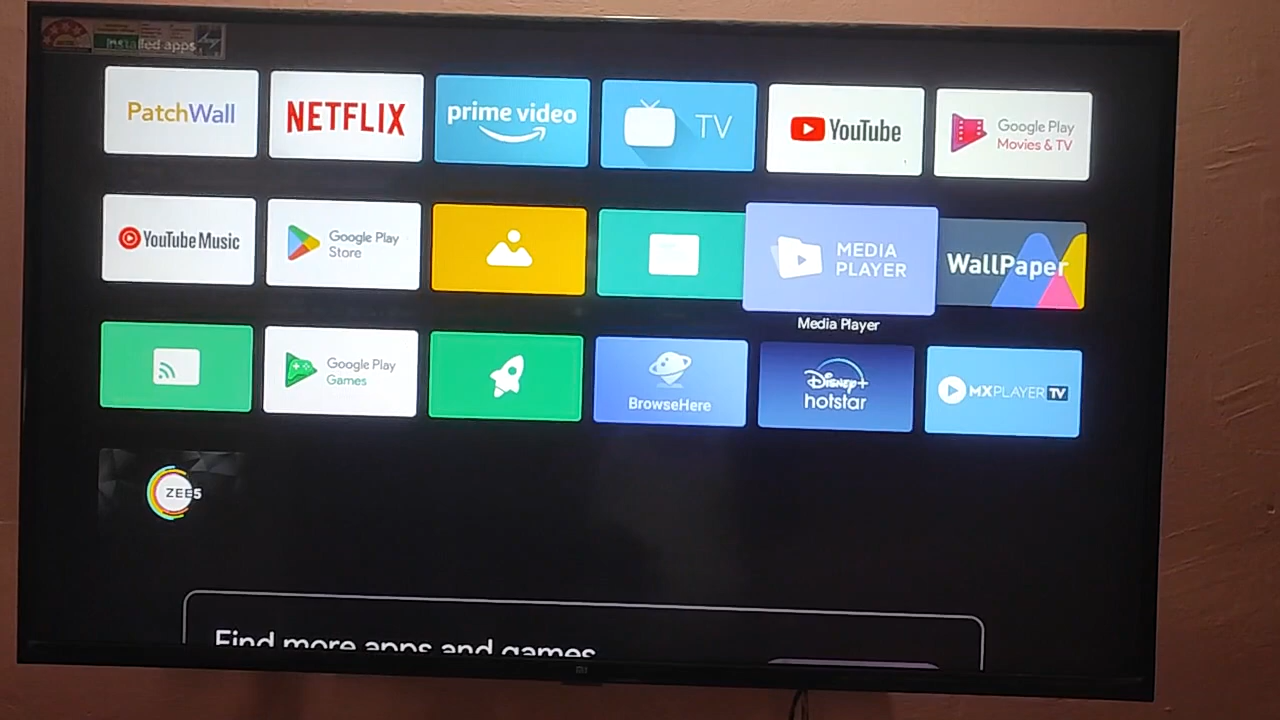 Installed apps
PatchWall
NETFLIX
prime video
TV
YouTube
Google Play
Movies & TV
YouTube Music
Google Play
Store
MEDIA
PLAYER
WallPaper
Media Player
Google Play
Games
BrowseHere
Disney+
hotstar
MXPLAYER TV
ZEE5
Find more apps and games
mi